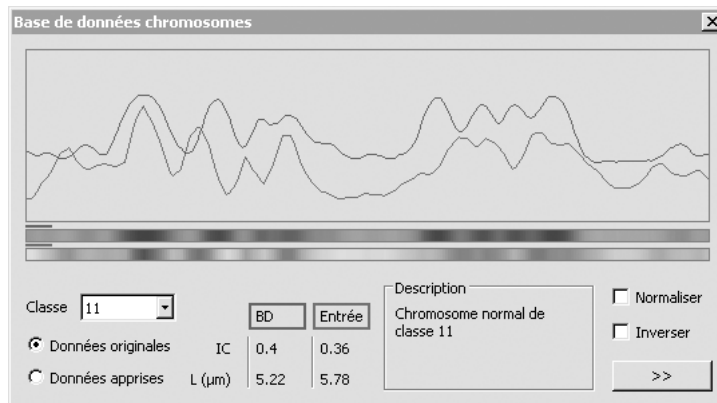 Base de données chromosomes
Classe 11
Données originales
Données apprises
BD Entrée
IC 0.4 0.36
L (µm) 5.22 5.78
Description
Chromosome normal de
classe 11
Normaliser
Inverser
>>